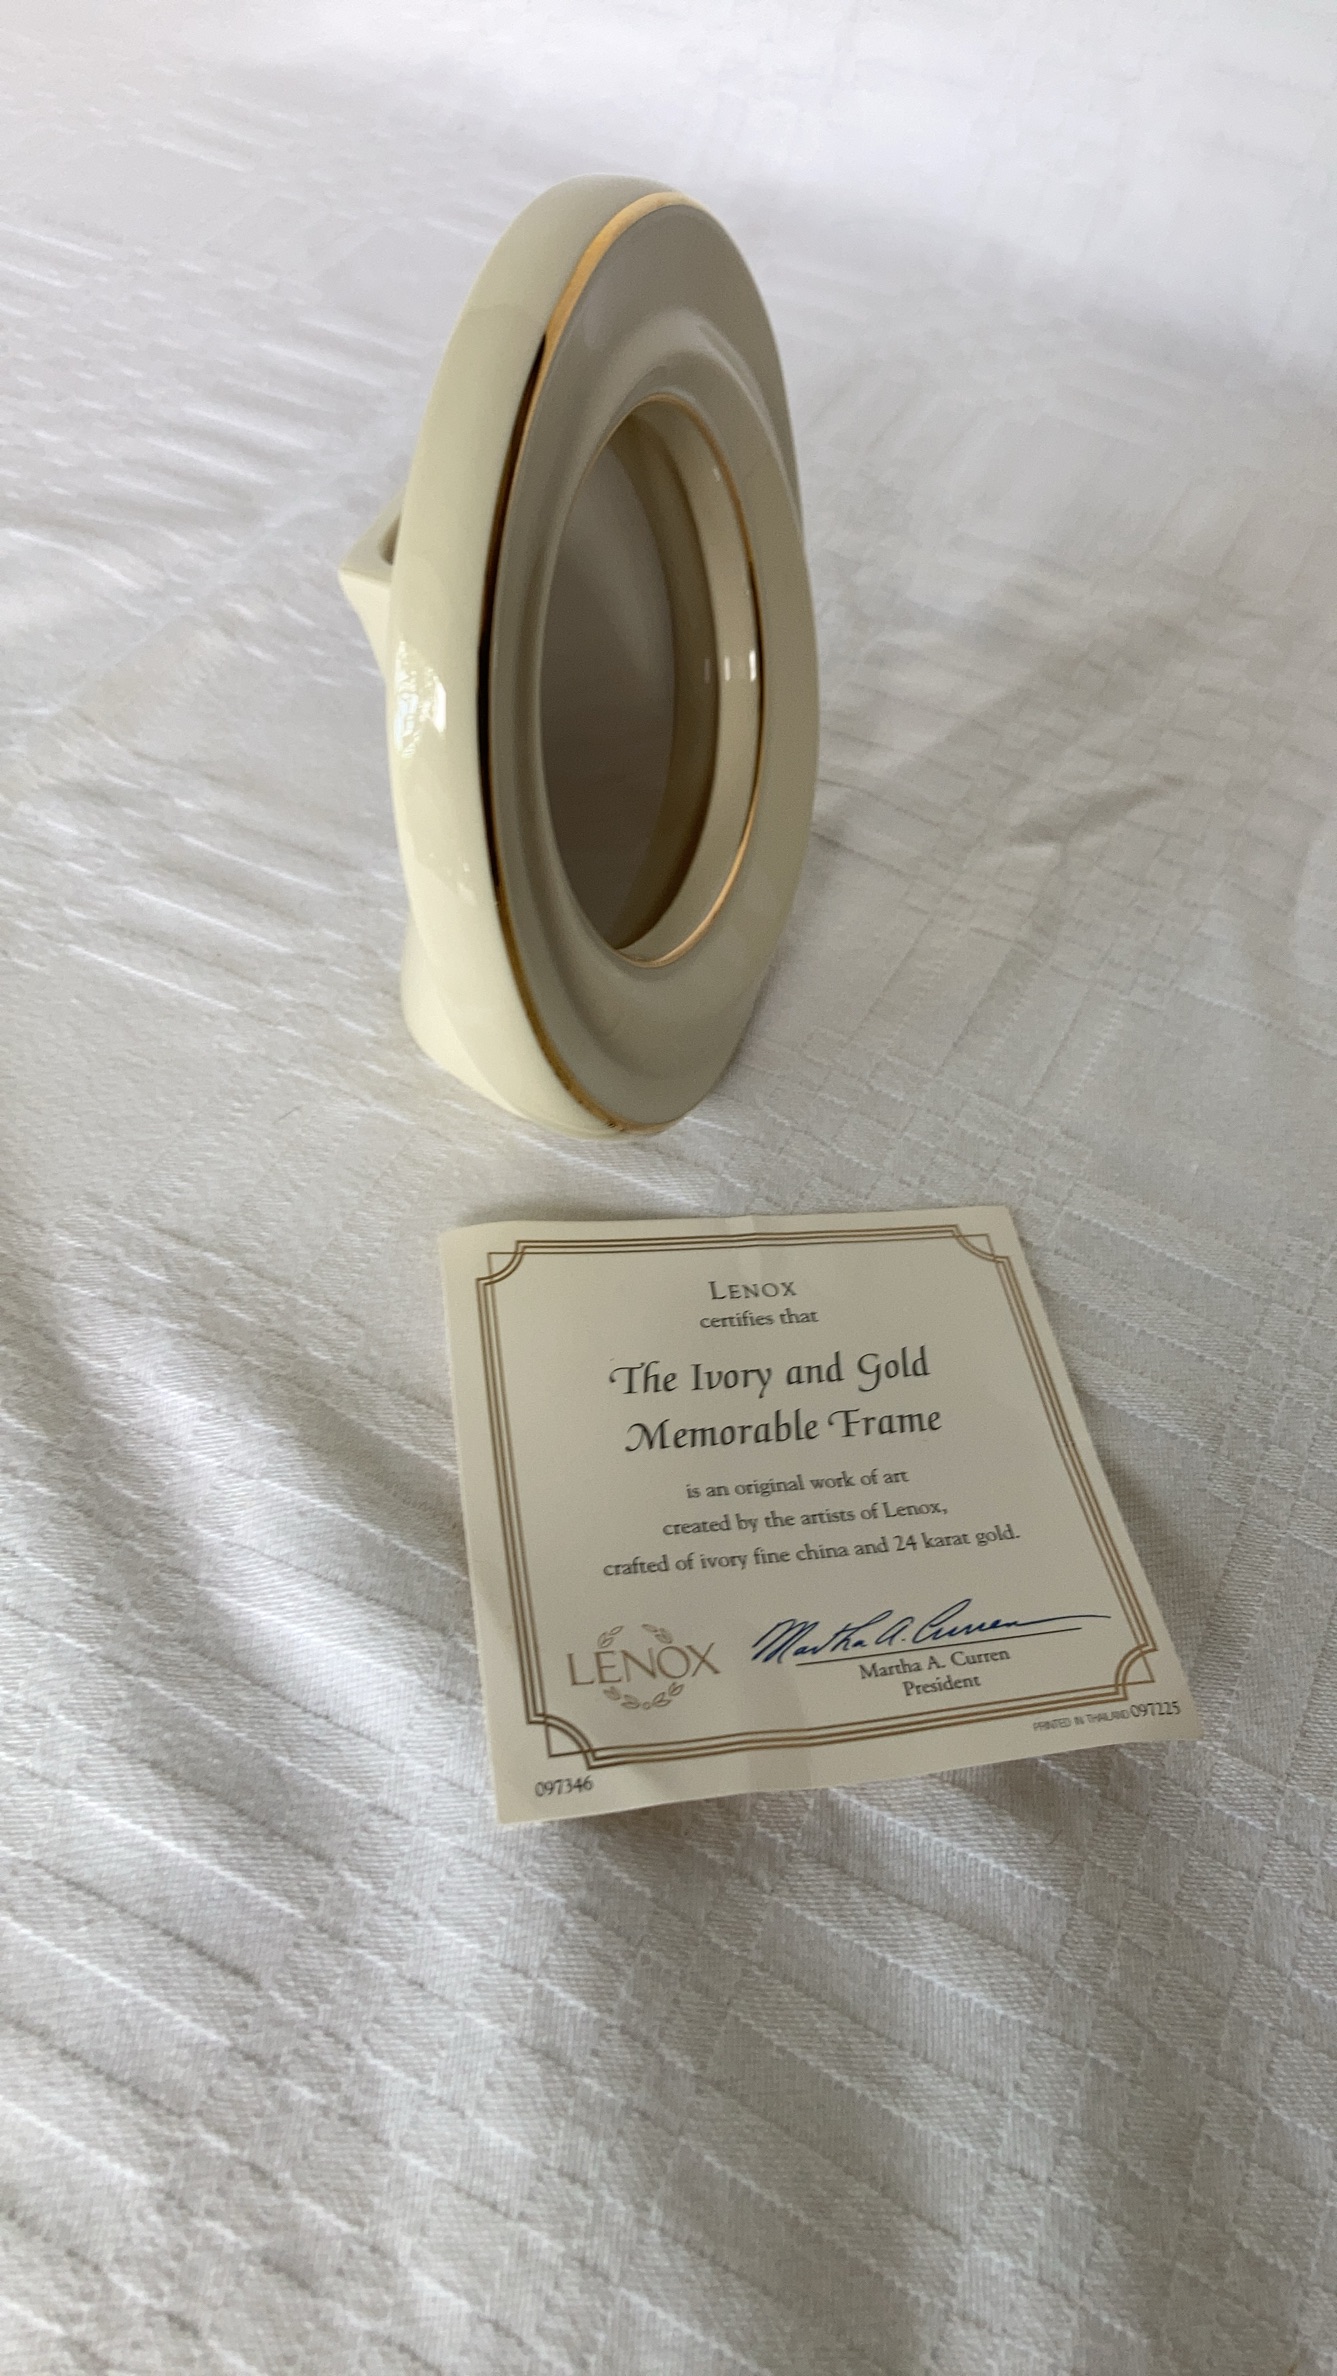 LENOX
certifies that
The Ivory and Gold
Memorable Frame
is an original work of art
created by the artists of Lenox,
crafted of ivory fine china and 24 karat gold.
LENOX
Martha A. Curren
Martha A. Curren
President
PRINTED IN THAILAND 097225
097346